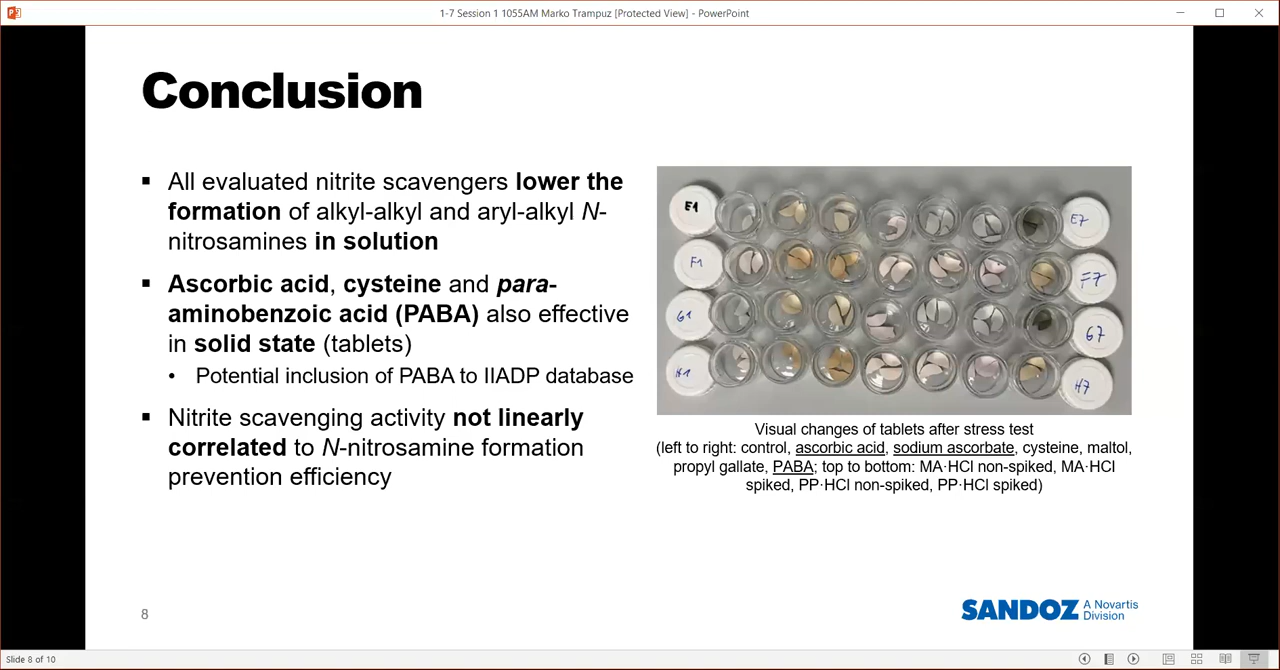 1-7 Session 1 1055AM Marko Trampuz [Protected View] - PowerPoint
Conclusion
▪ All evaluated nitrite scavengers lower the
formation of alkyl-alkyl and aryl-alkyl N-
nitrosamines in solution
▪ Ascorbic acid, cysteine and para-
aminobenzoic acid (PABA) also effective
in solid state (tablets)
• Potential inclusion of PABA to IIADP database
▪ Nitrite scavenging activity not linearly
correlated to N-nitrosamine formation
prevention efficiency
E1
E7
F1
F7
G1
G7
H1
H7
Visual changes of tablets after stress test
(left to right: control, ascorbic acid, sodium ascorbate, cysteine, maltol,
propyl gallate, PABA; top to bottom: MA·HCl non-spiked, MA·HCl
spiked, PP·HCl non-spiked, PP·HCl spiked)
8
SANDOZ A Novartis
Division
Slide 8 of 10